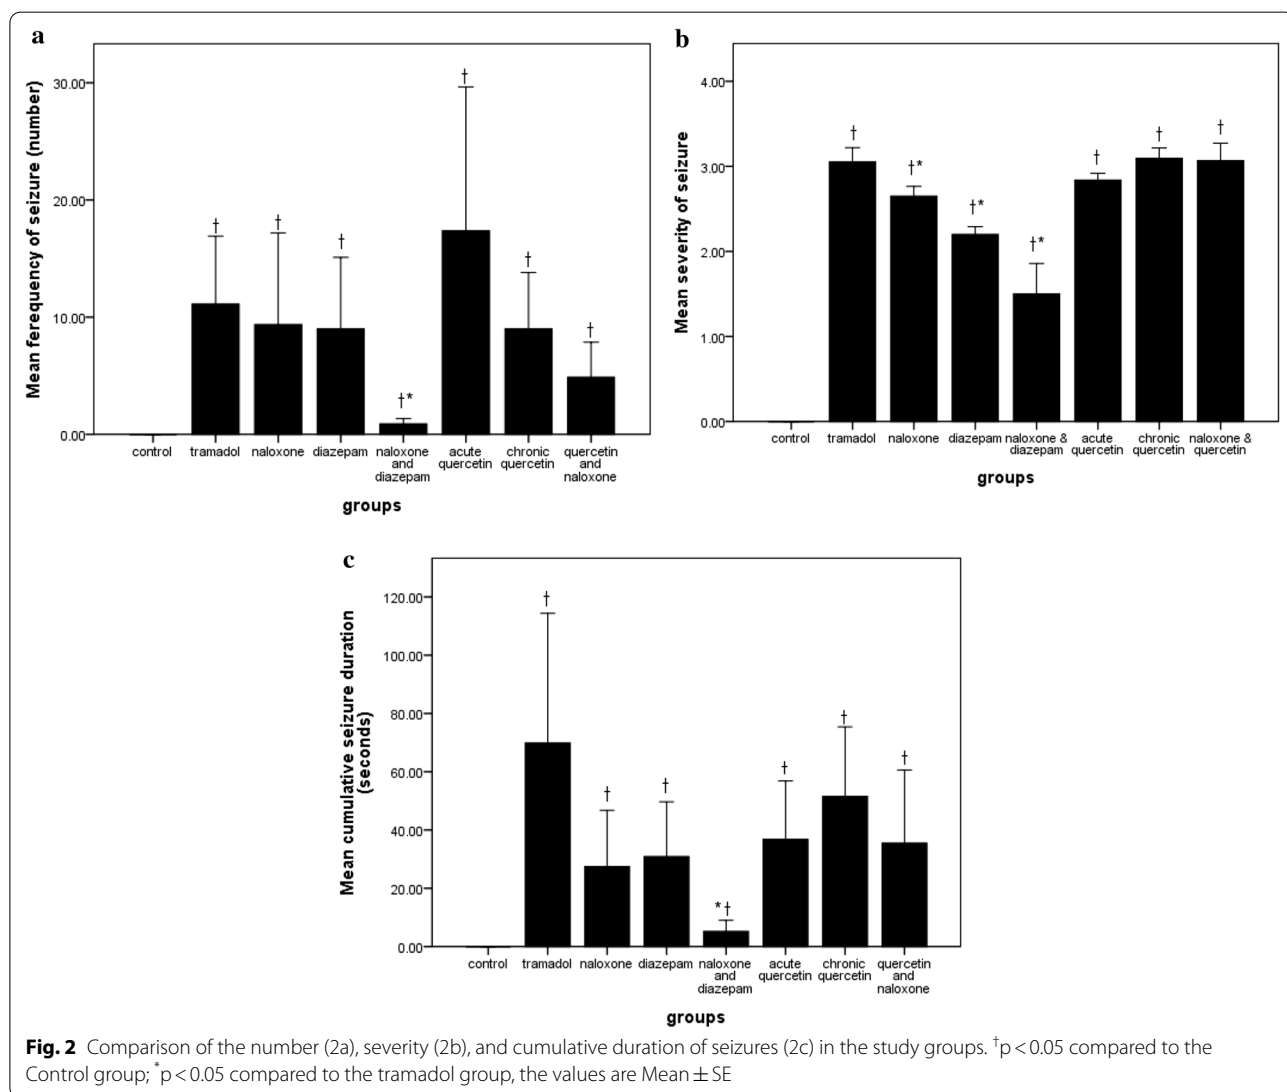 a
Mean ferequency of seizure (number)
30.00
20.00
10.00
0.00
† † † † †* † † †
control tramadol naloxone diazepam naloxone and diazepam acute quercetin chronic quercetin quercetin and naloxone
groups
b
Mean severity of seizure
4.00
3.00
2.00
1.00
0.00
† †* †* †* † † †
control tramadol naloxone diazepam naloxone & diazepam acute quercetin chronic quercetin naloxone & quercetin
groups
c
Mean cumulative seizure duration
(seconds)
120.00
100.00
80.00
60.00
40.00
20.00
0.00
† † † *† † † †
control tramadol naloxone diazepam naloxone and diazepam acute quercetin chronic quercetin quercetin and naloxone
groups
Fig. 2 Comparison of the number (2a), severity (2b), and cumulative duration of seizures (2c) in the study groups. †p < 0.05 compared to the
Control group; *p < 0.05 compared to the tramadol group, the values are Mean ± SE